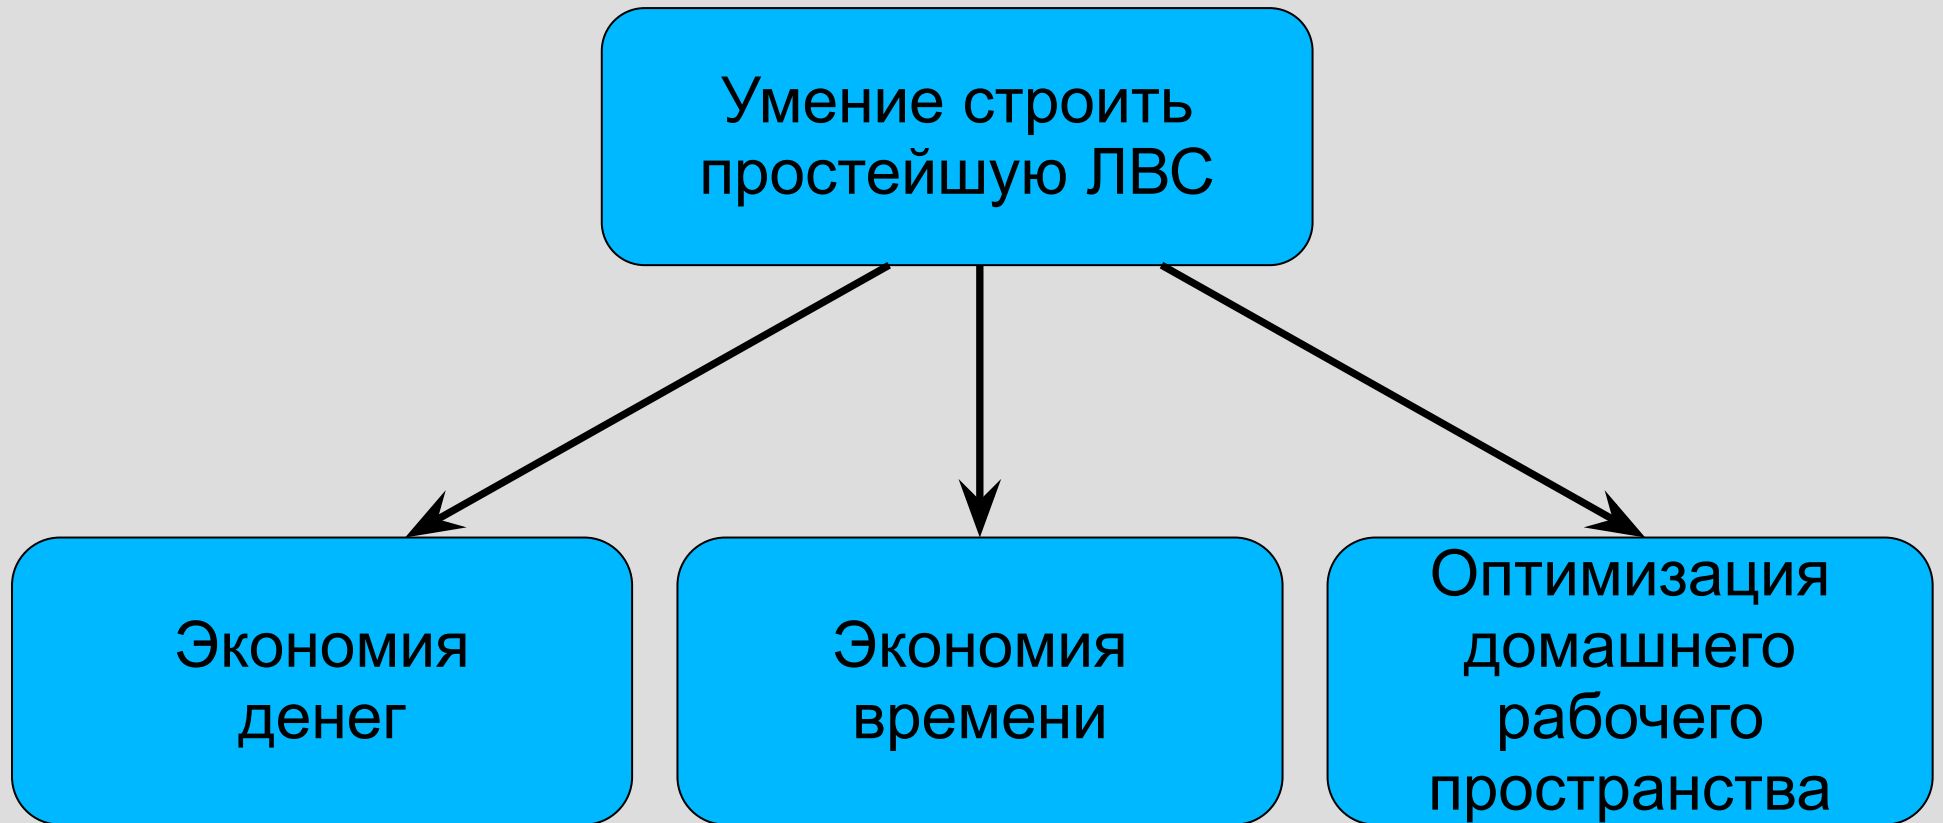 Умение строить
простейшую ЛВС
Экономия
денег
Экономия
времени
Оптимизация
домашнего
рабочего
пространства